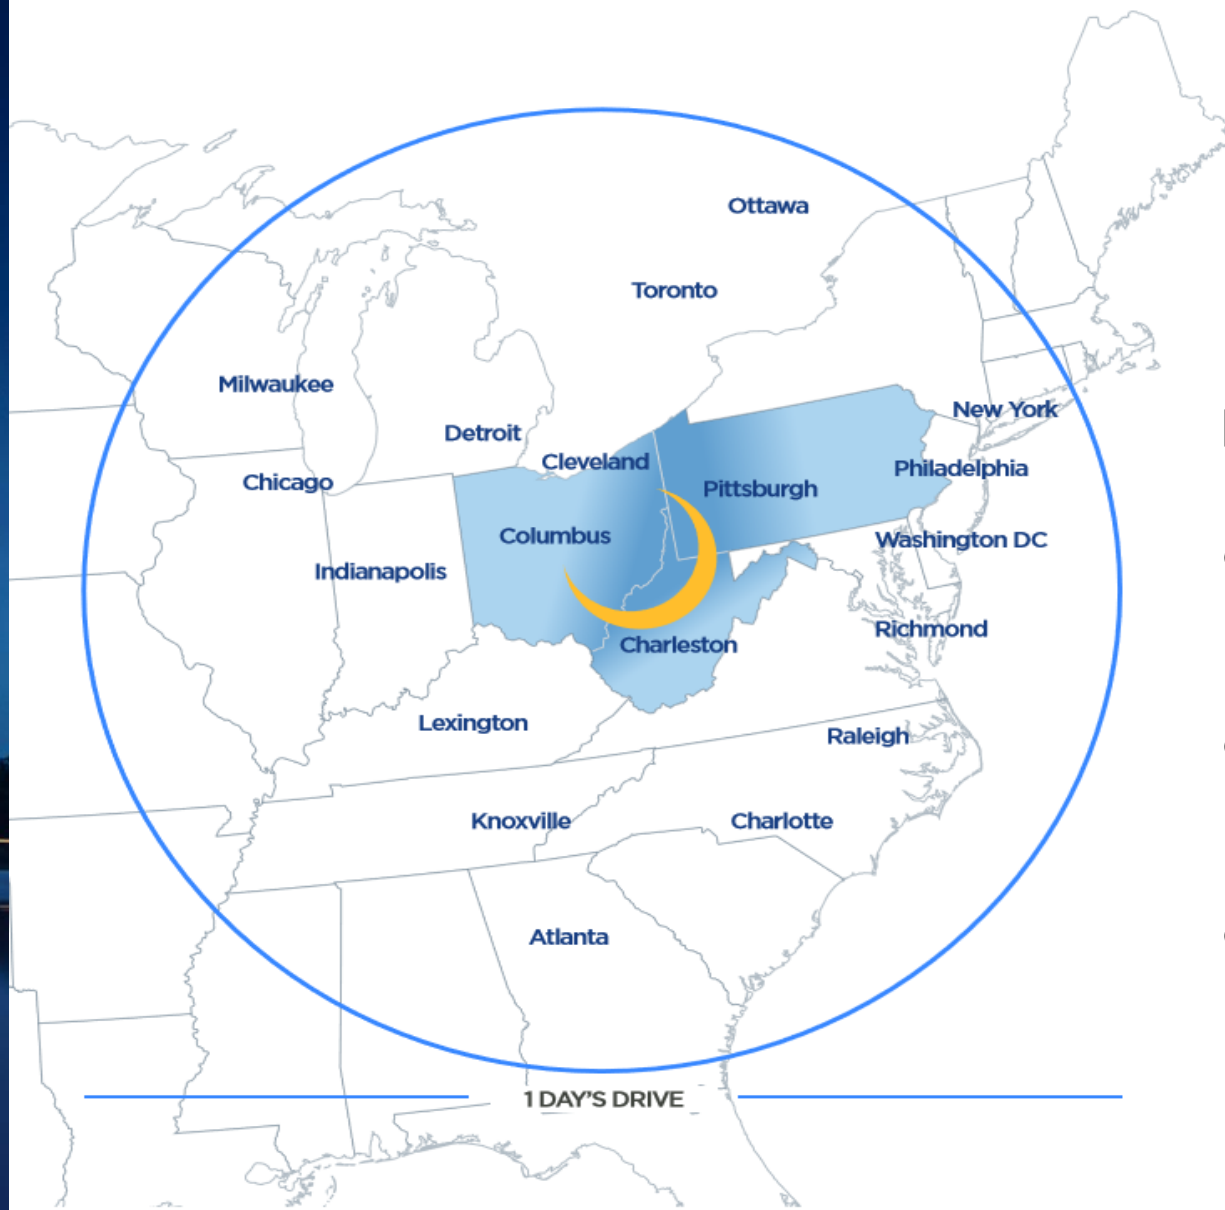 Ottawa
Toronto
Milwaukee
New York
Detroit
Cleveland
Philadelphia
Chicago
Pittsburgh
Columbus
Washington DC
Indianapolis
Richmond
Charleston
Lexington
Raleigh
Knoxville
Charlotte
Atlanta
1 DAY'S DRIVE